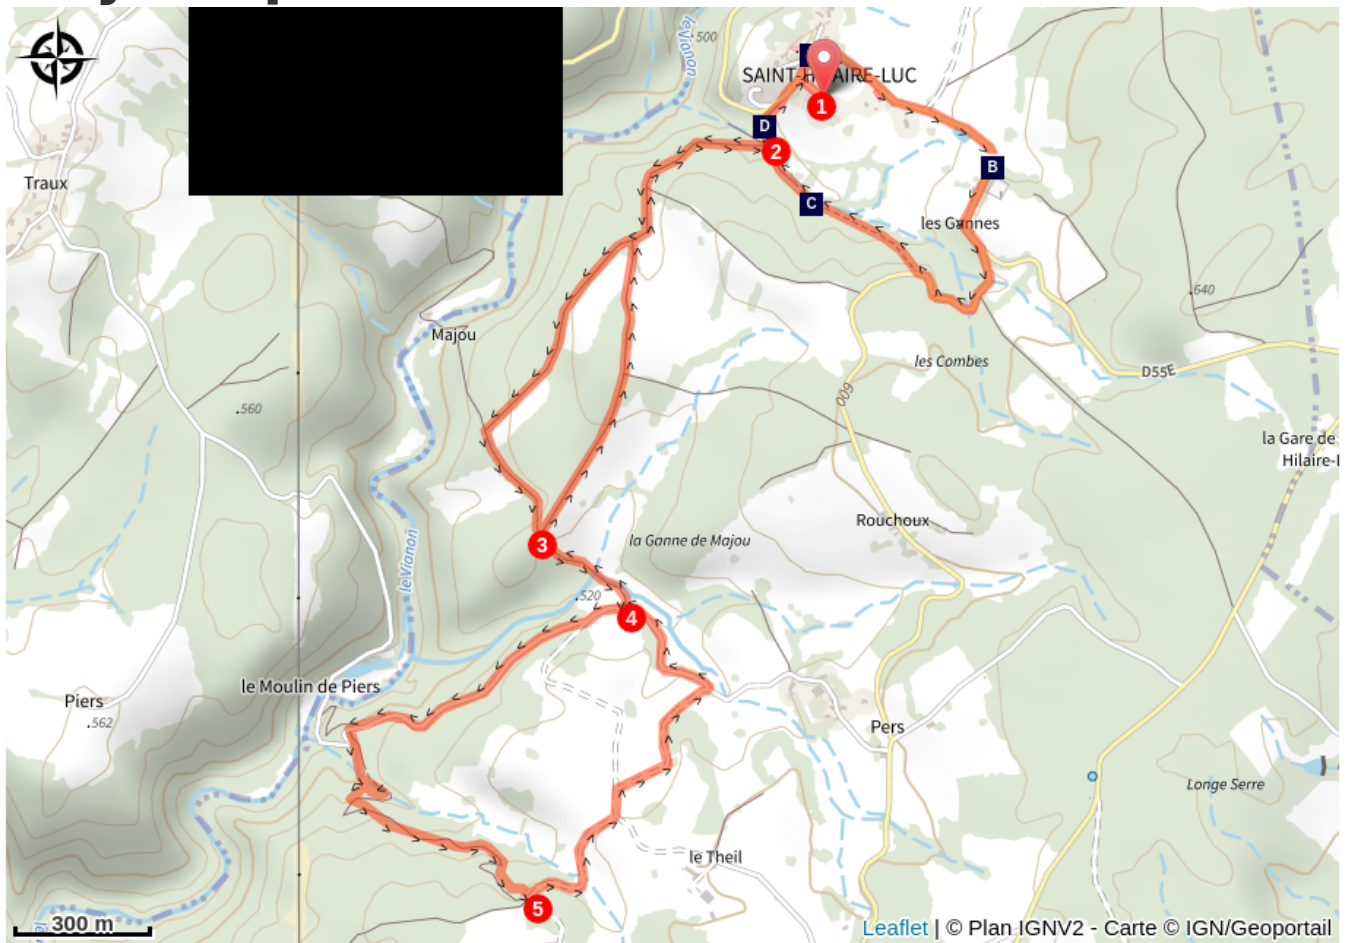 le Vianon
.500
SAINT-HILAIRE-LUC
1
D
2
B
Traux
C
les Gannes
.640
Majou
les Combes
D55E
600
.560
la Gare de
Hilaire-
Rouchoux
3
la Ganne de Majou
le Vianon
.520
4
le Moulin de Piers
Piers
.562
Pers
Longe Serre
le Theil
5
300 m
Leaflet | © Plan IGNV2 - Carte © IGN/Geoportail